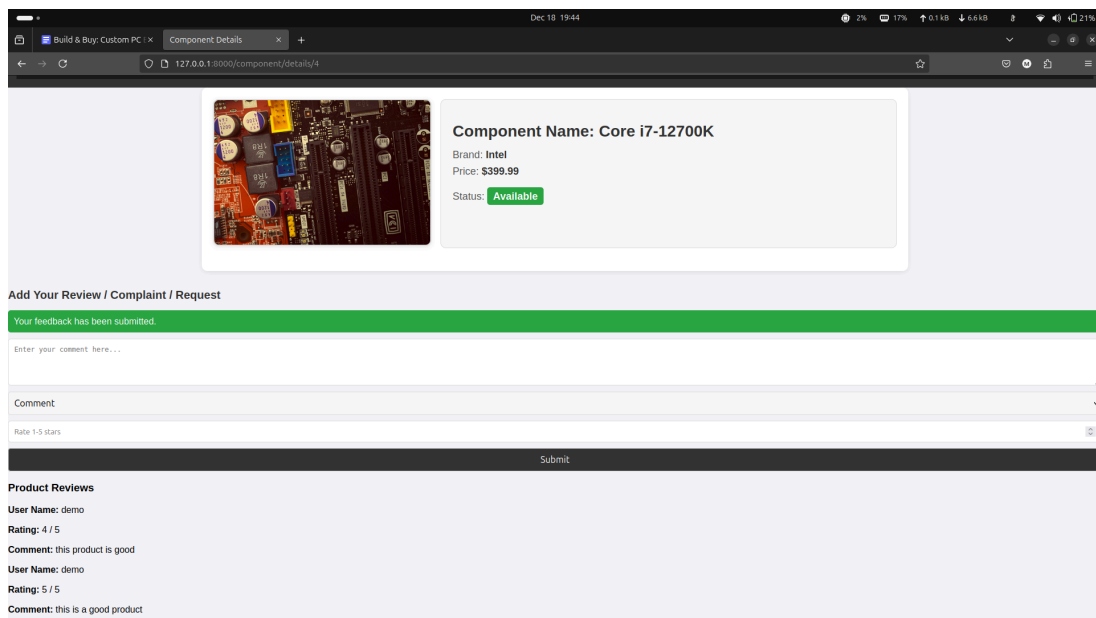 Dec 18 19:44
2% 17% ↑ 0.1 kB ↓ 6.6 kB 21%
Build & Buy: Custom PC
Component Details
127.0.0.1:8000/component/details/4
Component Name: Core i7-12700K
Brand: Intel
Price: $399.99
Status: Available
Add Your Review / Complaint / Request
Your feedback has been submitted.
Enter your comment here...
Comment
Rate 1-5 stars
Submit
Product Reviews
User Name: demo
Rating: 4 / 5
Comment: this product is good
User Name: demo
Rating: 5 / 5
Comment: this is a good product